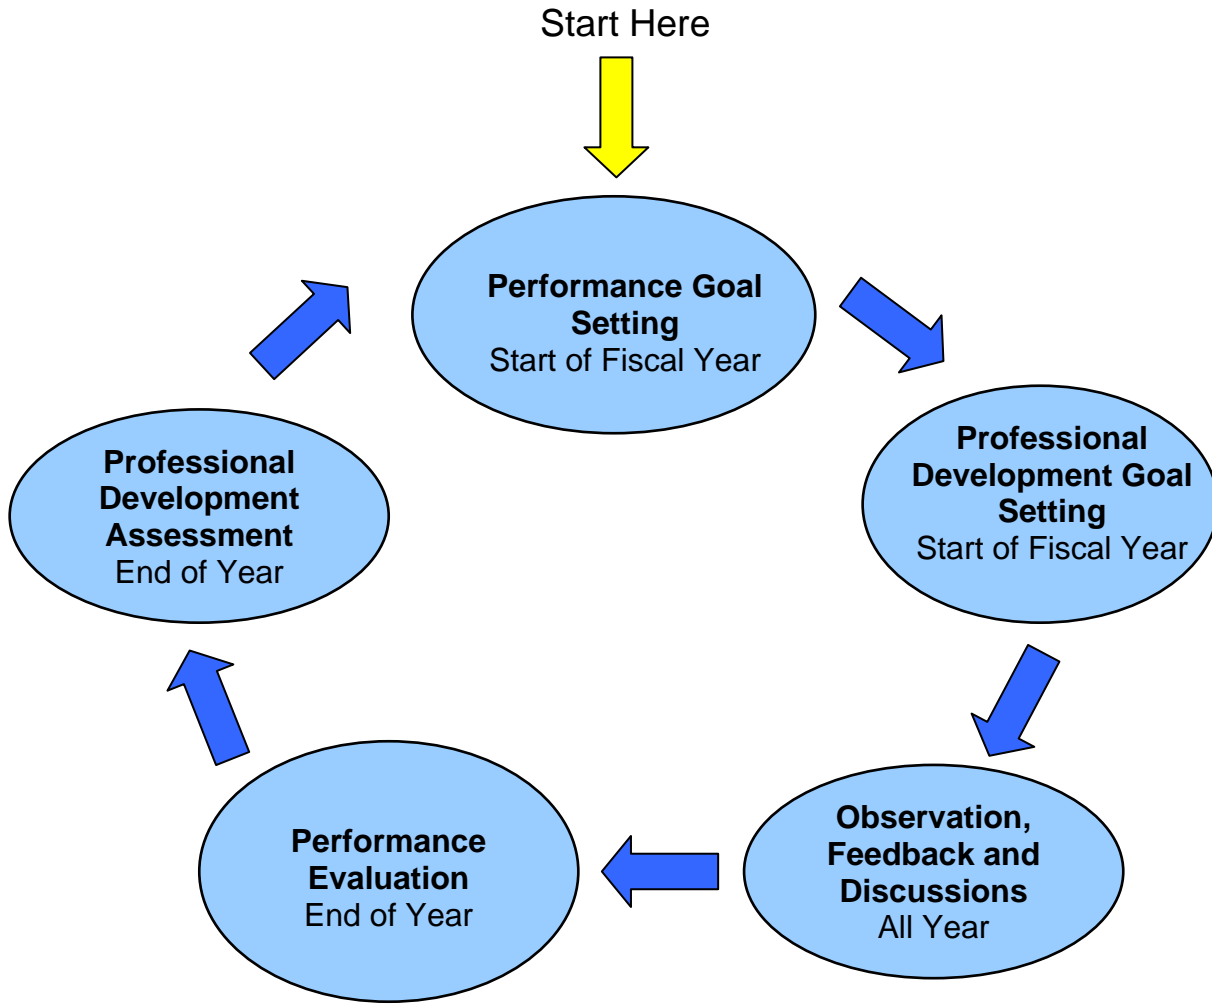 Start Here
Performance Goal
Setting
Start of Fiscal Year
Professional
Development Goal
Setting
Start of Fiscal Year
Observation,
Feedback and
Discussions
All Year
Performance
Evaluation
End of Year
Professional
Development
Assessment
End of Year